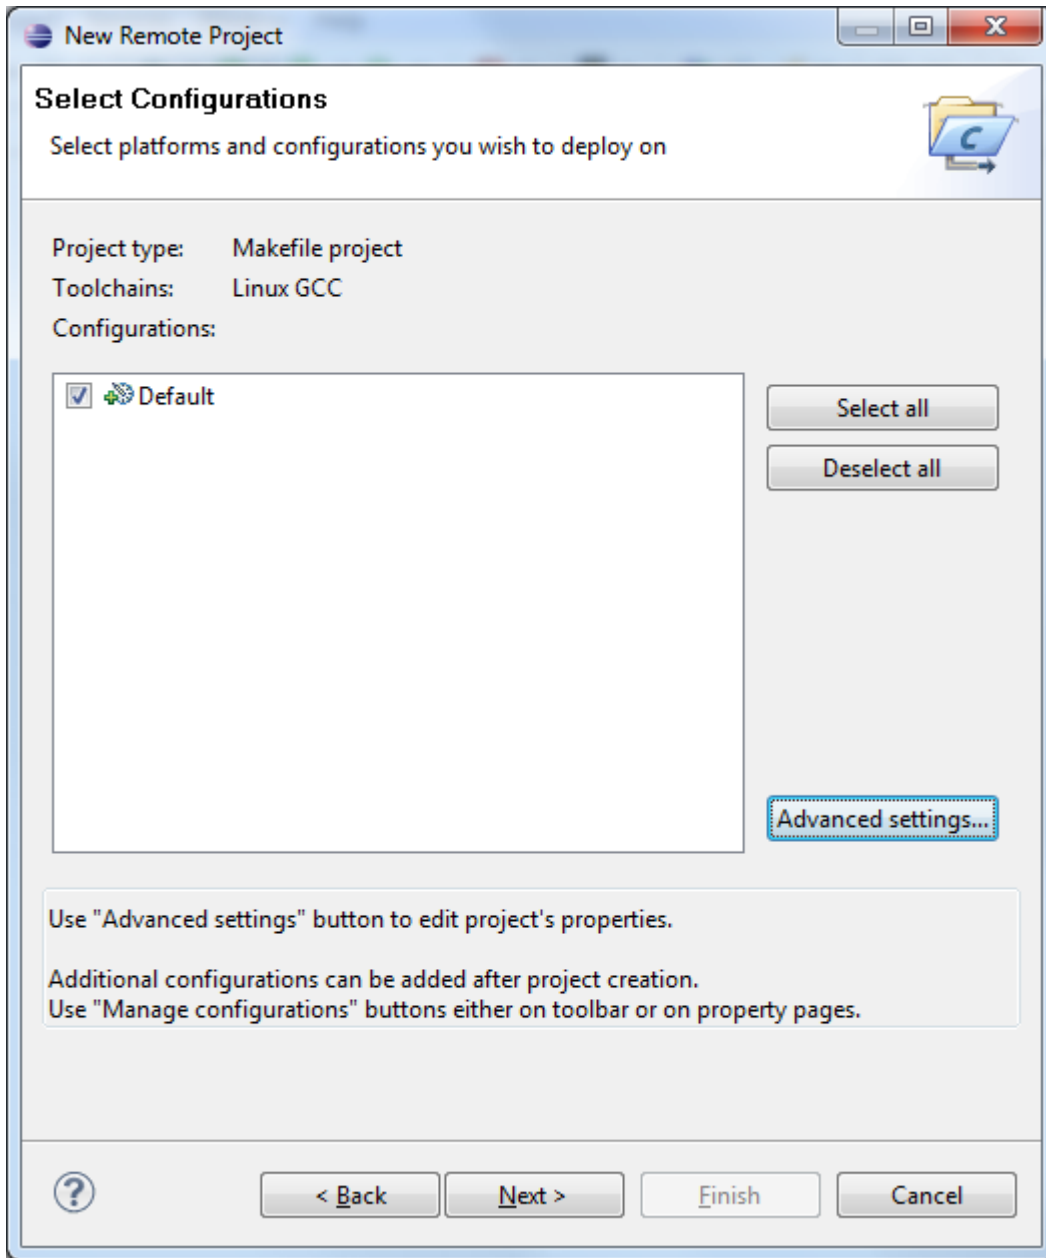 New Remote Project
Select Configurations
Select platforms and configurations you wish to deploy on
Project type: Makefile project
Toolchains: Linux GCC
Configurations:
Default
Select all
Deselect all
Advanced settings...
Use "Advanced settings" button to edit project's properties.
Additional configurations can be added after project creation.
Use "Manage configurations" buttons either on toolbar or on property pages.
< Back Next > Finish Cancel